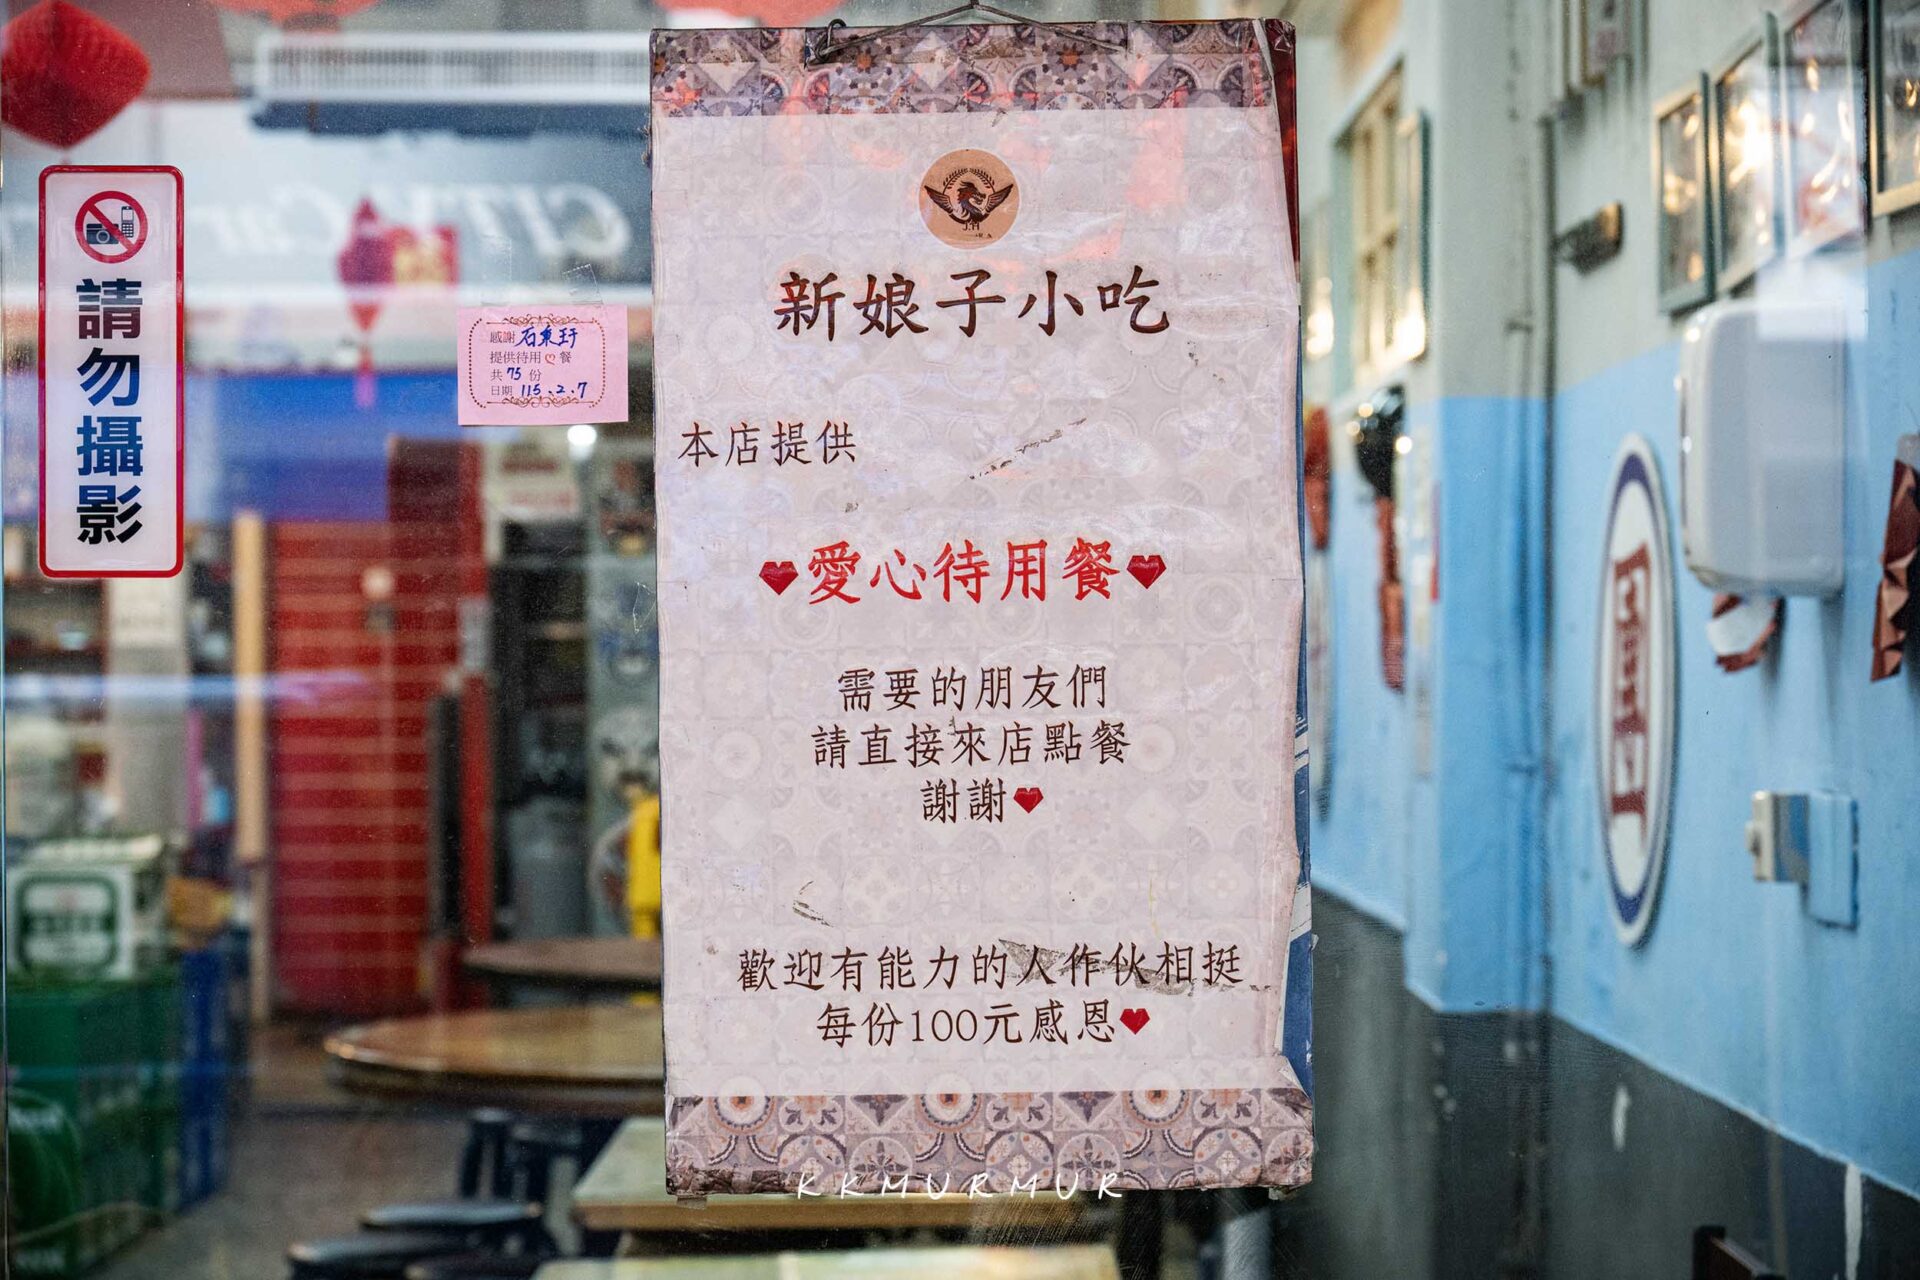 請勿攝影
感謝 石東玗
提供待用餐
共 75 份
日期 115.2.7
J.M
新娘子小吃
本店提供
愛心待用餐
需要的朋友們
請直接來店點餐
謝謝
歡迎有能力的人作伙相挺
每份100元感恩
KKMURMUR